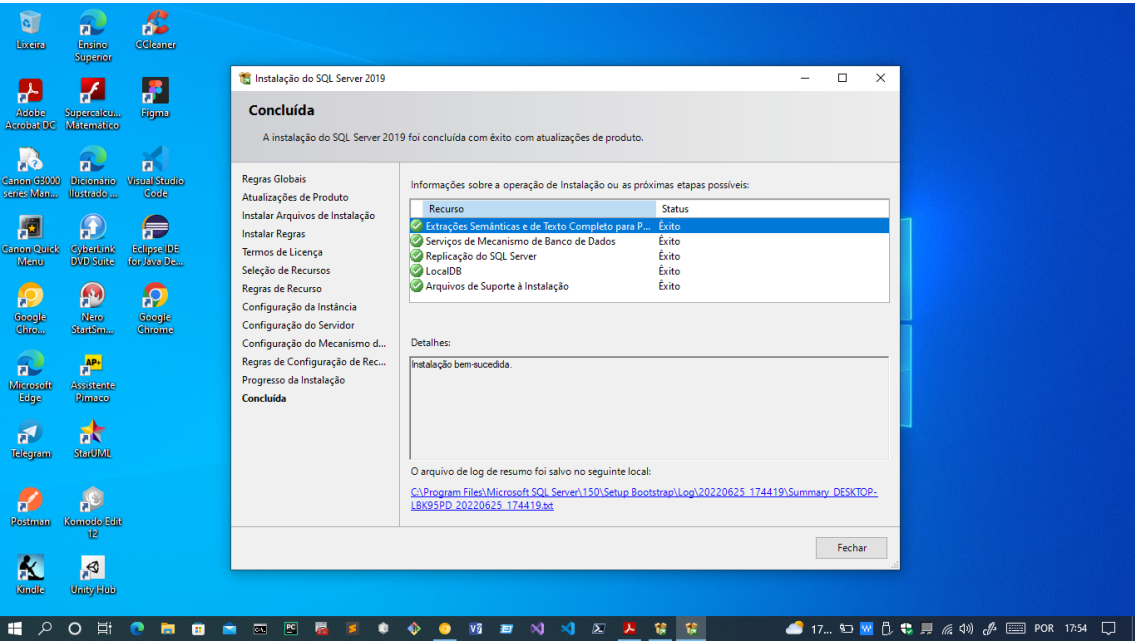 Lixeira
Ensino
Superior
CCleaner
Adobe
Acrobat DC
Supercalcu...
Matematico
Figma
Canon G3000
series Man...
Dicionario
Ilustrado ...
Visual Studio
Code
Canon Quick
Menu
CyberLink
DVD Suite
Eclipse IDE
for Java De...
Google
Chro...
Nero
StartSm...
Google
Chrome
Microsoft
Edge
AP+
Assistente
Pimaco
Telegram
StarUML
Postman
Komodo Edit
12
Kindle
Unity Hub
Instalação do SQL Server 2019
Concluída
A instalação do SQL Server 2019 foi concluída com êxito com atualizações de produto.
Regras Globais
Atualizações de Produto
Instalar Arquivos de Instalação
Instalar Regras
Termos de Licença
Seleção de Recursos
Regras de Recurso
Configuração da Instância
Configuração do Servidor
Configuração do Mecanismo d...
Regras de Configuração de Rec...
Progresso da Instalação
Concluída
Informações sobre a operação de Instalação ou as próximas etapas possíveis:
Recurso Status
Extrações Semânticas e de Texto Completo para P... Êxito
Serviços de Mecanismo de Banco de Dados Êxito
Replicação do SQL Server Êxito
LocalDB Êxito
Arquivos de Suporte à Instalação Êxito
Detalhes:
Instalação bem-sucedida.
O arquivo de log de resumo foi salvo no seguinte local:
C:\Program Files\Microsoft SQL Server\150\Setup Bootstrap\Log\20220625_174419\Summary_DESKTOP-
LBK95PD_20220625_174419.txt
Fechar
17... POR 17:54